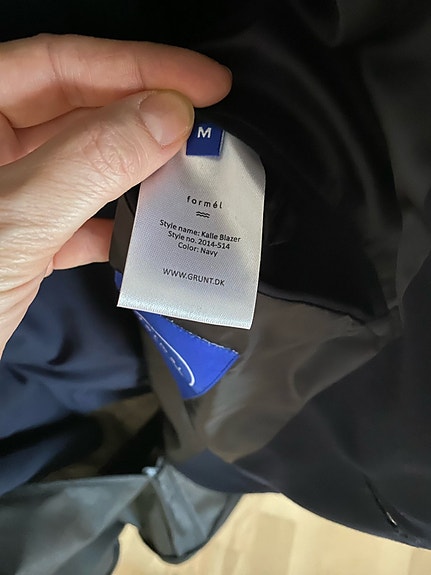 M
formél
Style name: Kalle Blazer
Style no. 2014-514
Color: Navy
WWW.GRUNT.DK